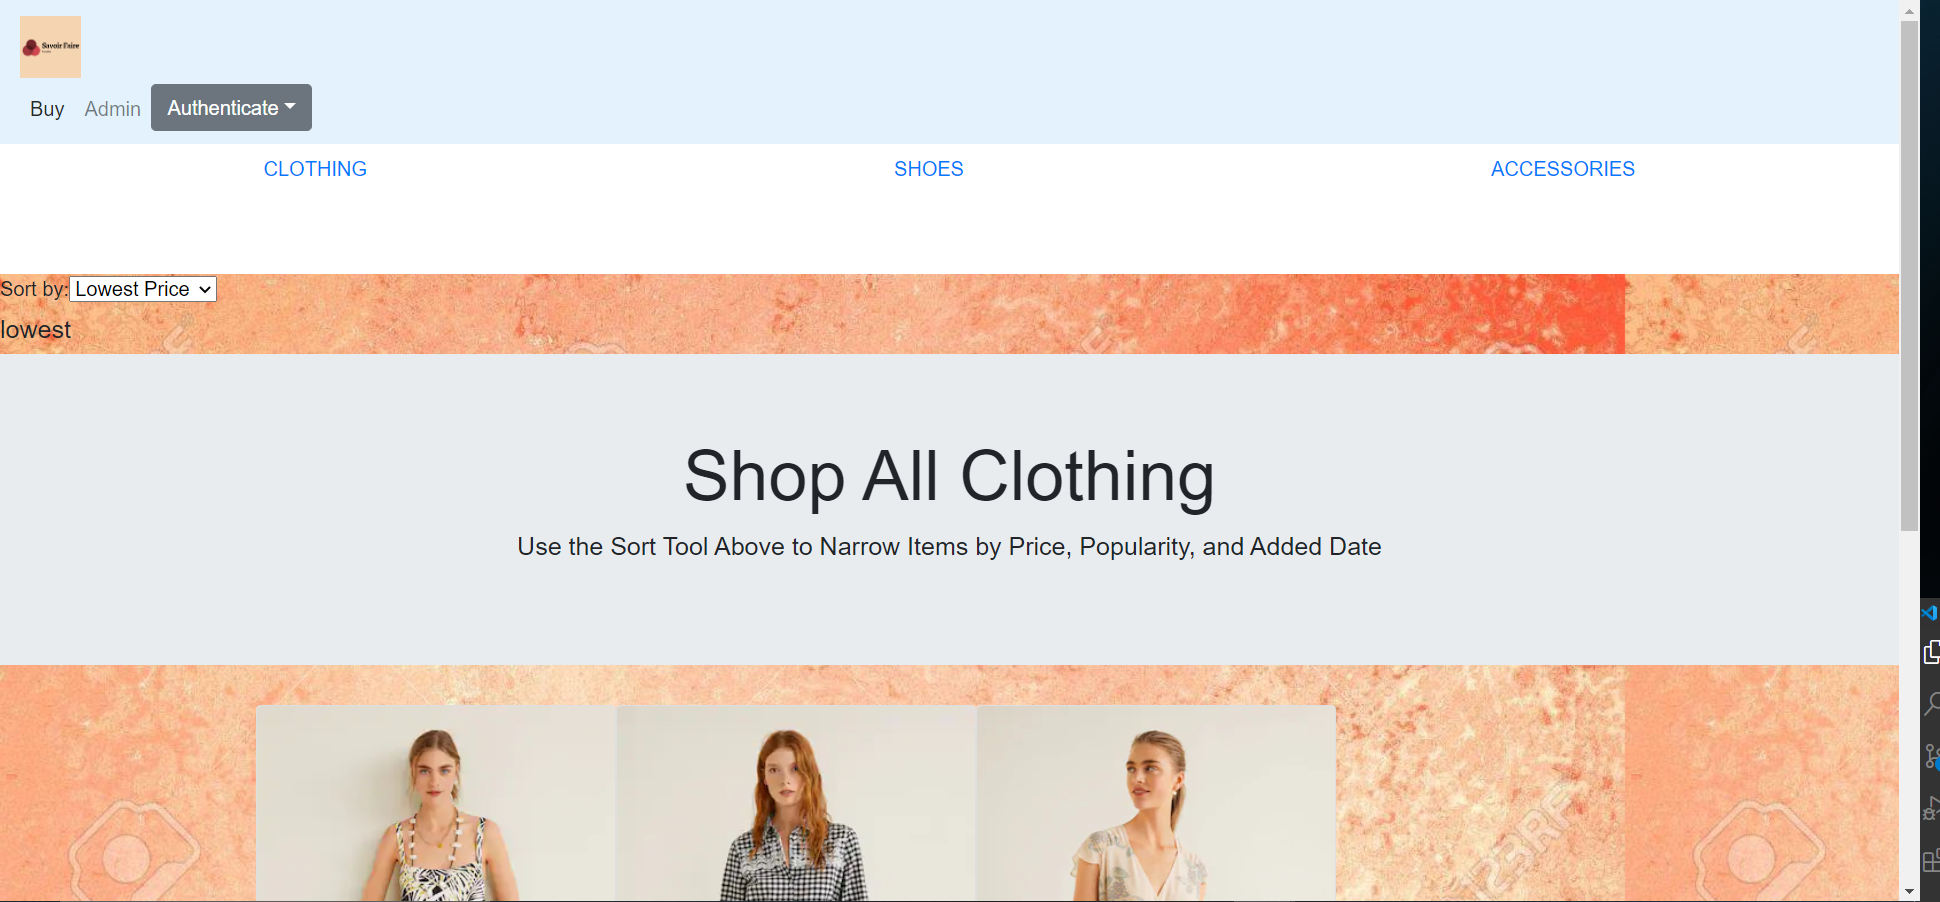 Savoir Faire
Buy Admin Authenticate
CLOTHING SHOES ACCESSORIES
Sort by: Lowest Price
lowest
Shop All Clothing
Use the Sort Tool Above to Narrow Items by Price, Popularity, and Added Date
123RF